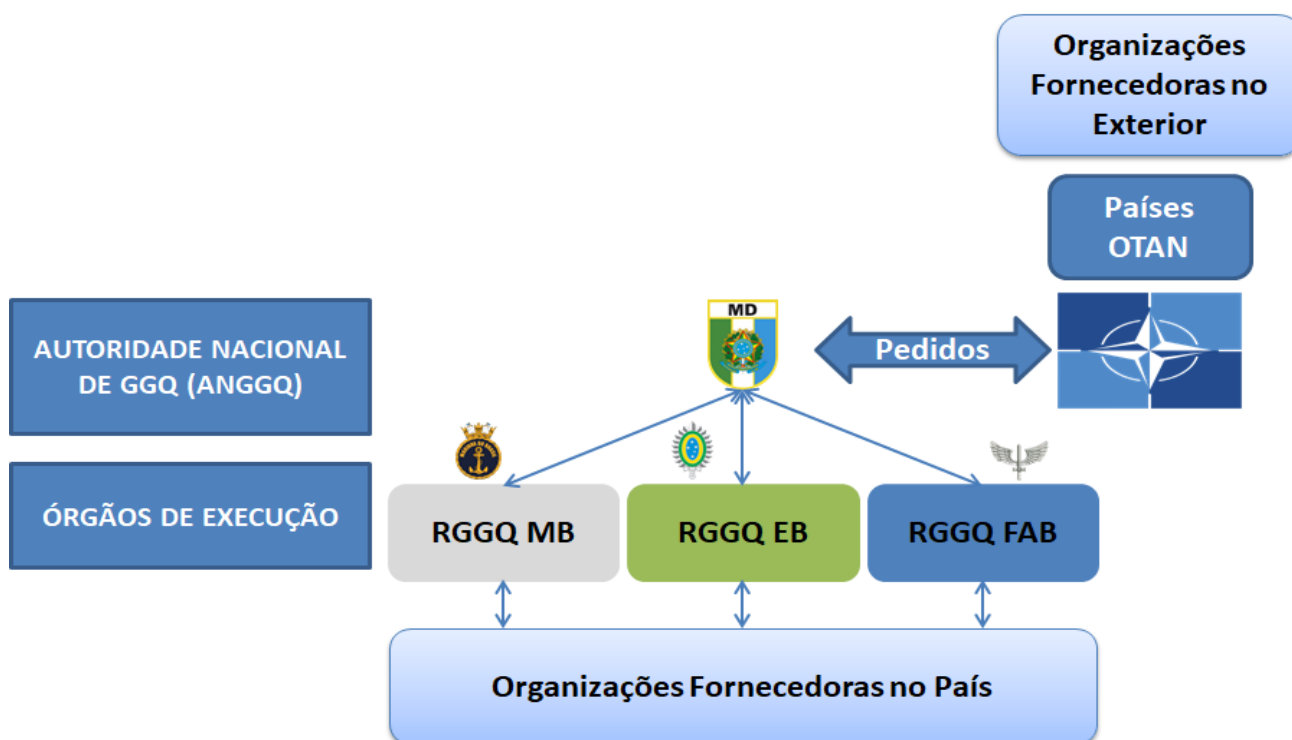 Organizações
Fornecedoras no
Exterior
Países
OTAN
MD
AUTORIDADE NACIONAL
DE GGQ (ANGGQ)
Pedidos
ÓRGÃOS DE EXECUÇÃO
RGGQ MB
RGGQ EB
RGGQ FAB
Organizações Fornecedoras no País